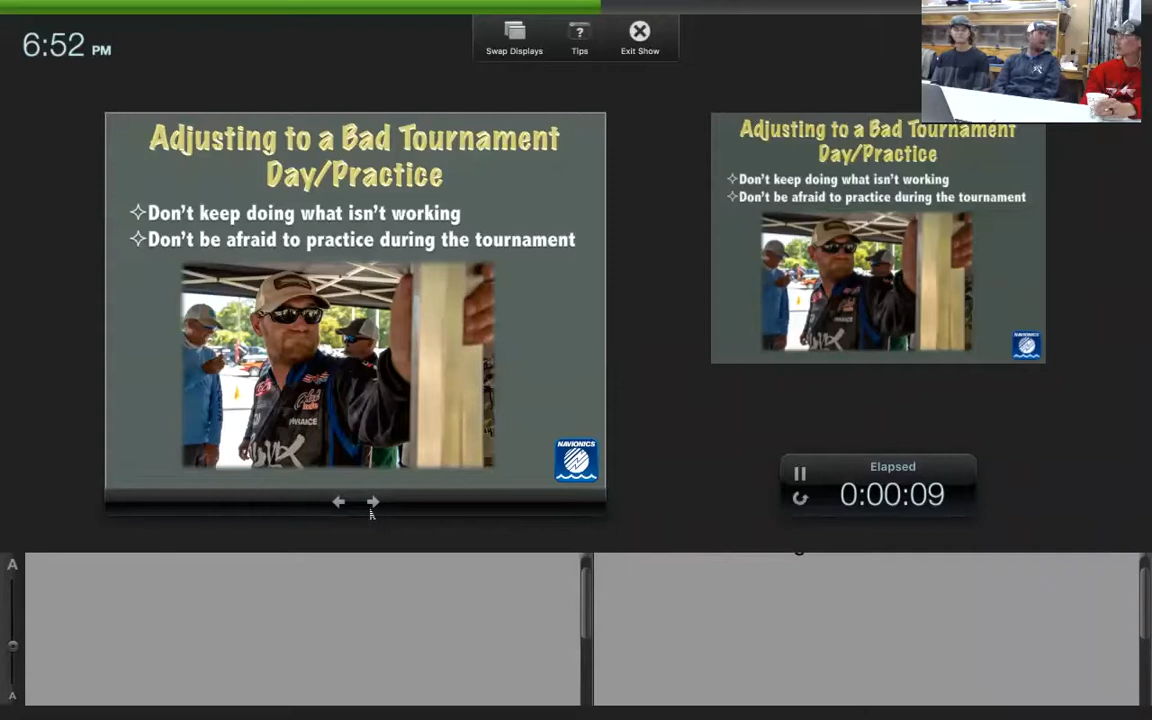 6:52 PM
Swap Displays
Tips
Exit Show
Adjusting to a Bad Tournament
Day/Practice
Don't keep doing what isn't working
Don't be afraid to practice during the tournament
NAVIONICS
Adjusting to a Bad Tournament
Day/Practice
Don't keep doing what isn't working
Don't be afraid to practice during the tournament
NAVIONICS
Elapsed
0:00:09
A
A